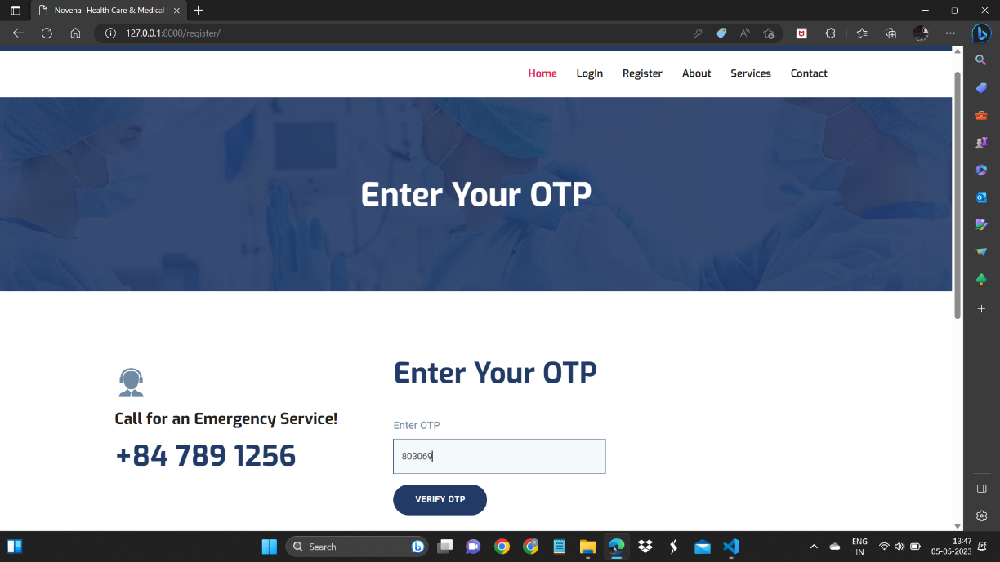 Novena- Health Care & Medical
127.0.0.1:8000/register/
Home LogIn Register About Services Contact
Enter Your OTP
Enter Your OTP
Call for an Emergency Service!
+84 789 1256
Enter OTP
803069
VERIFY OTP
Search
ENG
IN
13:47
05-05-2023